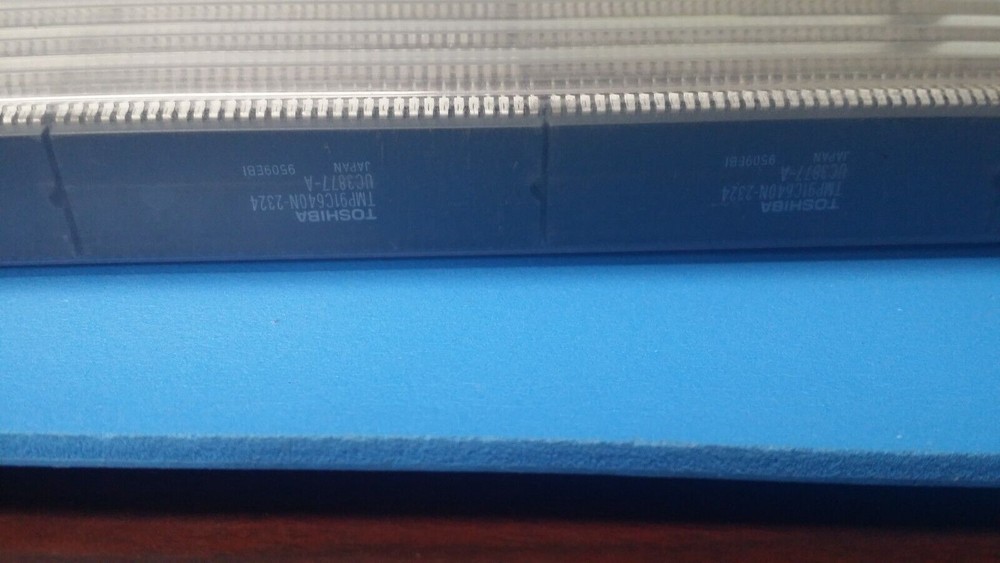 TOSHIBA
TMP91C640N-2324
UC3877-A
JAPAN 9509EBI
TOSHIBA
TMP91C640N-2324
UC3877-A
JAPAN 9509EBI